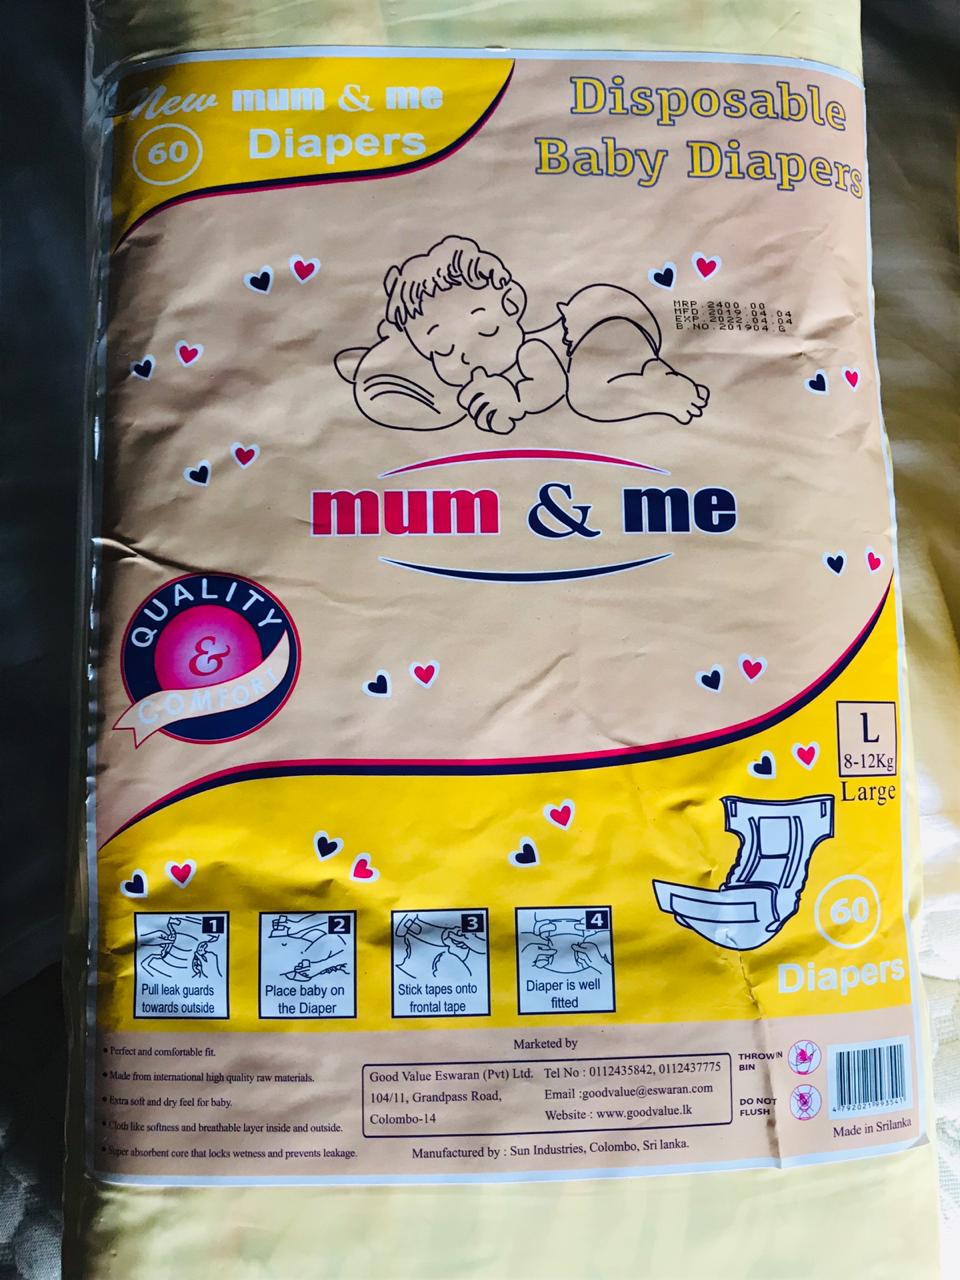 New mum & me
60
Diapers
Disposable
Baby Diapers
MRP.2400.00
MFD.2019.04.04
EXP.2022.04.04
B.NO.201904.G
mum & me
QUALITY
&
COMFORT
L
8-12Kg
Large
60
Diapers
1
Pull leak guards
towards outside
2
Place baby on
the Diaper
3
Stick tapes onto
frontal tape
4
Diaper is well
fitted
• Perfect and comfortable fit.
• Made from international high quality raw materials.
• Extra soft and dry feel for baby.
• Cloth like softness and breathable layer inside and outside.
• Super absorbent core that locks wetness and prevents leakage.
Marketed by
Good Value Eswaran (Pvt) Ltd.
104/11, Grandpass Road,
Colombo-14
Tel No : 0112435842, 0112437775
Email :goodvalue@eswaran.com
Website : www.goodvalue.lk
Manufactured by : Sun Industries, Colombo, Sri lanka.
THROW IN
BIN
DO NOT
FLUSH
4 792021 993541
Made in Srilanka